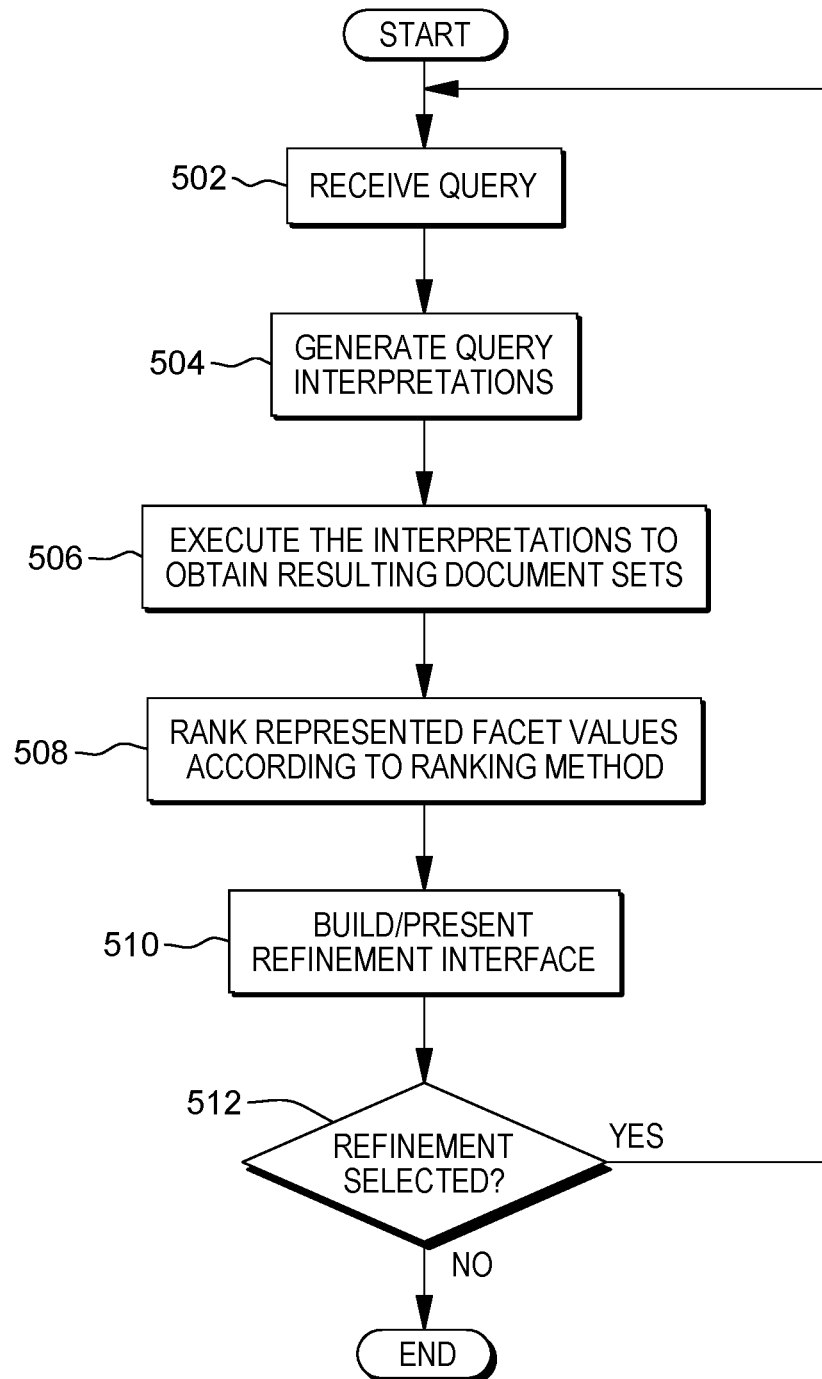 START
502
RECEIVE QUERY
504
GENERATE QUERY
INTERPRETATIONS
506
EXECUTE THE INTERPRETATIONS TO
OBTAIN RESULTING DOCUMENT SETS
508
RANK REPRESENTED FACET VALUES
ACCORDING TO RANKING METHOD
510
BUILD/PRESENT
REFINEMENT INTERFACE
512
REFINEMENT
SELECTED?
YES
NO
END